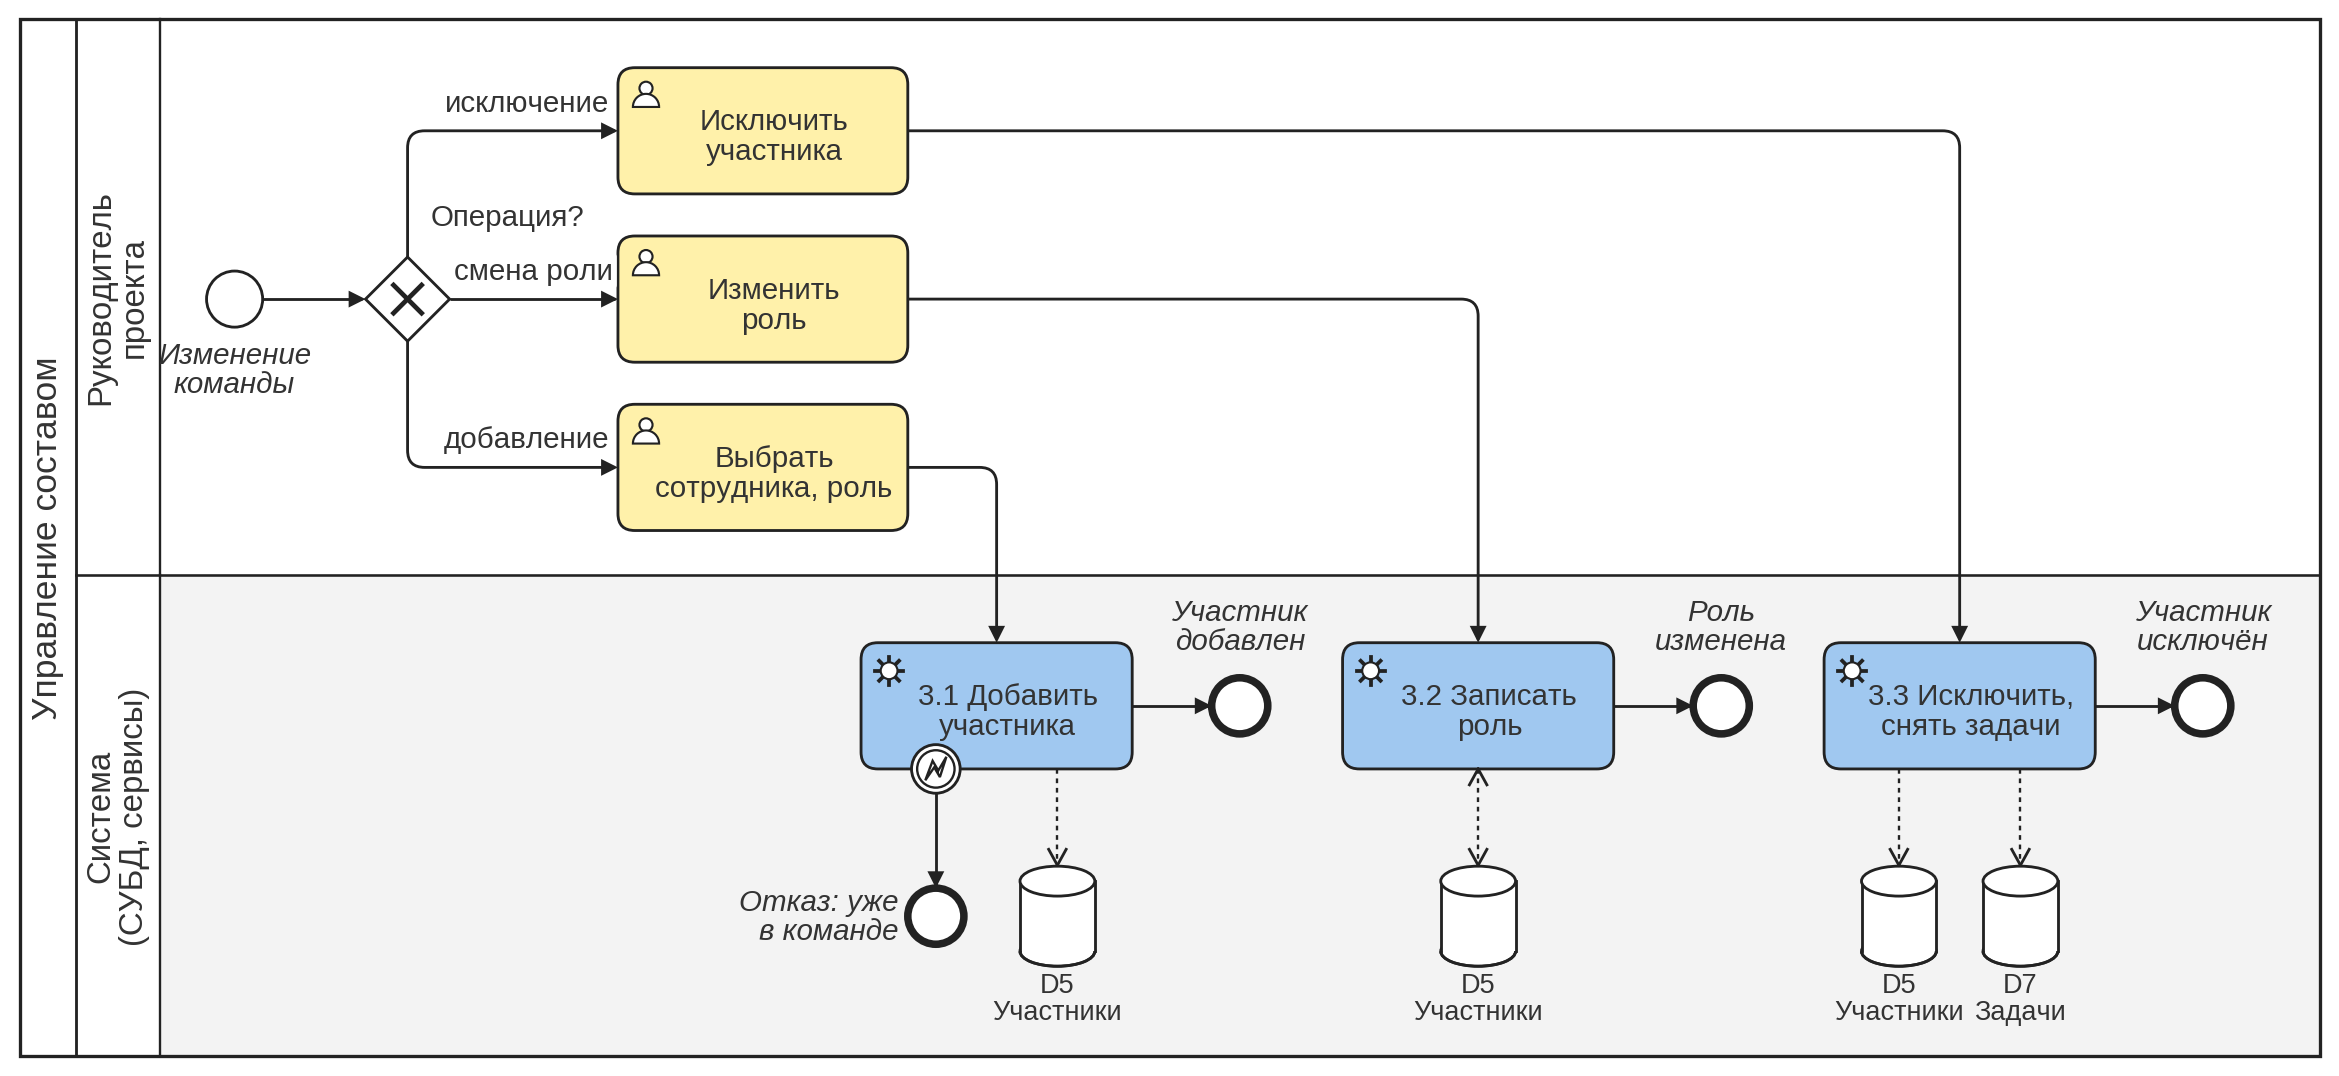 Управление составом
Руководитель
проекта
Изменение
команды
Операция?
исключение
смена роли
добавление
Исключить
участника
Изменить
роль
Выбрать
сотрудника, роль
Система
(СУБД, сервисы)
3.1 Добавить
участника
Участник
добавлен
Отказ: уже
в команде
D5
Участники
3.2 Записать
роль
Роль
изменена
D5
Участники
3.3 Исключить,
снять задачи
Участник
исключён
D5
Участники
D7
Задачи